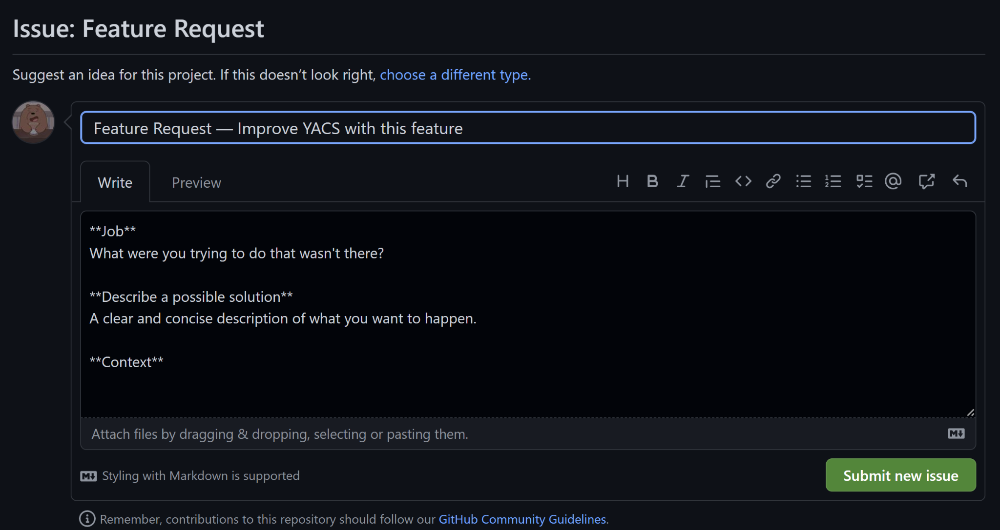 Issue: Feature Request
Suggest an idea for this project. If this doesn’t look right, choose a different type.
Feature Request — Improve YACS with this feature
Write Preview
**Job**
What were you trying to do that wasn't there?
**Describe a possible solution**
A clear and concise description of what you want to happen.
**Context**
Attach files by dragging & dropping, selecting or pasting them.
Styling with Markdown is supported
Submit new issue
Remember, contributions to this repository should follow our GitHub Community Guidelines.